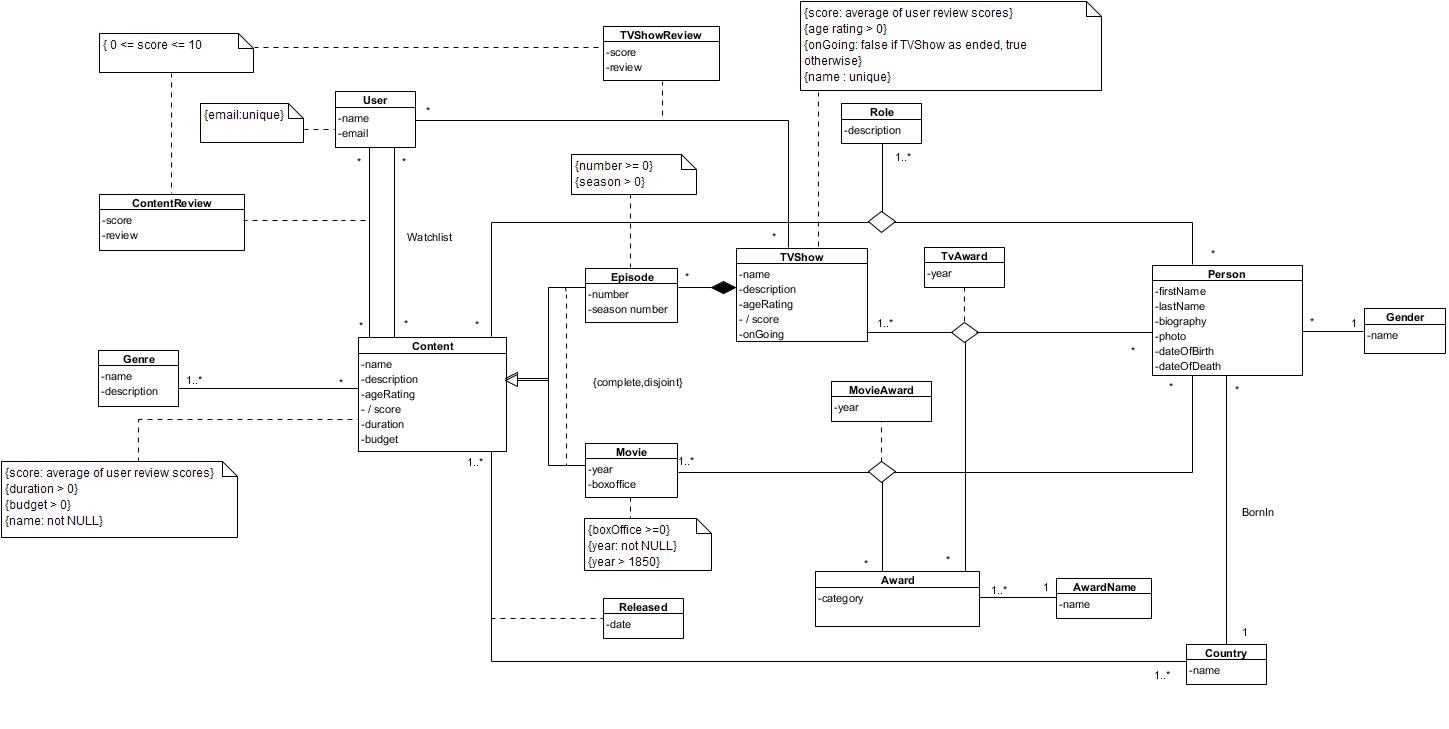 {score: average of user review scores}
{age rating > 0}
{onGoing: false if TVShow as ended, true
otherwise}
{name : unique}
{ 0 <= score <= 10
TVShowReview
-score
-review
{email:unique}
User
-name
-email
*
*
*
Role
-description
1..*
{number >= 0}
{season > 0}
ContentReview
-score
-review
Watchlist
*
*
*
*
*
Episode
-number
-season number
*
TVShow
-name
-description
-ageRating
- / score
-onGoing
1..*
TvAward
-year
*
Person
-firstName
-lastName
-biography
-photo
-dateOfBirth
-dateOfDeath
*
*
*
1
Gender
-name
Genre
-name
-description
1..*
*
Content
-name
-description
-ageRating
- / score
-duration
-budget
1..*
{complete,disjoint}
MovieAward
-year
Movie
-year
-boxoffice
1..*
{score: average of user review scores}
{duration > 0}
{budget > 0}
{name: not NULL}
{boxOffice >=0}
{year: not NULL}
{year > 1850}
BornIn
*
*
Award
-category
1..*
1
AwardName
-name
Released
-date
1
Country
-name
1..*